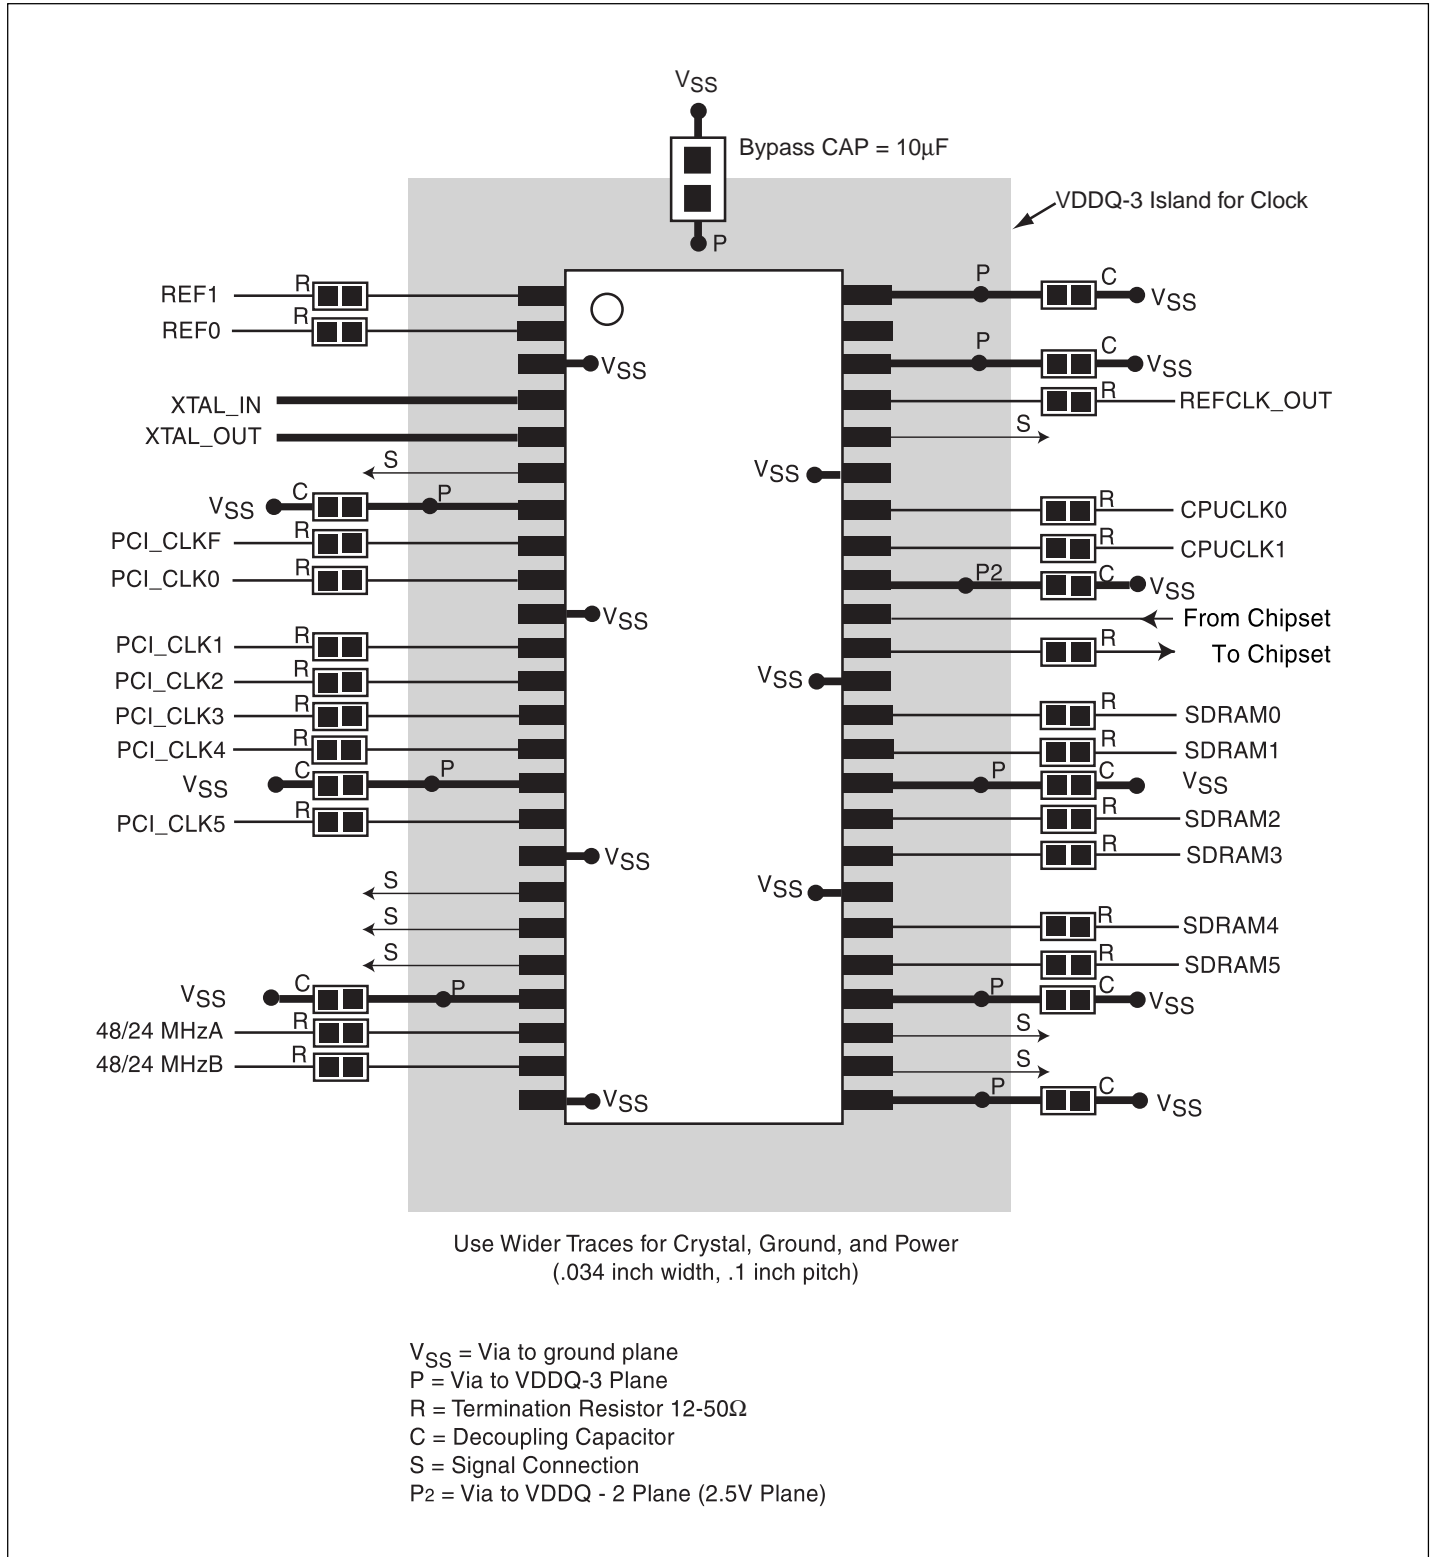 VSS
Bypass CAP = 10μF
P
VDDQ-3 Island for Clock
REF1 R
REF0 R
VSS
XTAL_IN
XTAL_OUT
S
VSS C P
PCI_CLKF R
PCI_CLK0 R
VSS
PCI_CLK1 R
PCI_CLK2 R
PCI_CLK3 R
PCI_CLK4 R
VSS C P
PCI_CLK5 R
VSS
S
S
S
VSS C P
48/24 MHzA R
48/24 MHzB R
VSS
P C VSS
P C VSS
R REFCLK_OUT
S
VSS
R CPUCLK0
R CPUCLK1
P2 C VSS
From Chipset
R To Chipset
VSS
R SDRAM0
R SDRAM1
P C VSS
R SDRAM2
R SDRAM3
VSS
R SDRAM4
R SDRAM5
P C VSS
S
S
P C VSS
Use Wider Traces for Crystal, Ground, and Power
(.034 inch width, .1 inch pitch)
VSS = Via to ground plane
P = Via to VDDQ-3 Plane
R = Termination Resistor 12-50Ω
C = Decoupling Capacitor
S = Signal Connection
P2 = Via to VDDQ - 2 Plane (2.5V Plane)